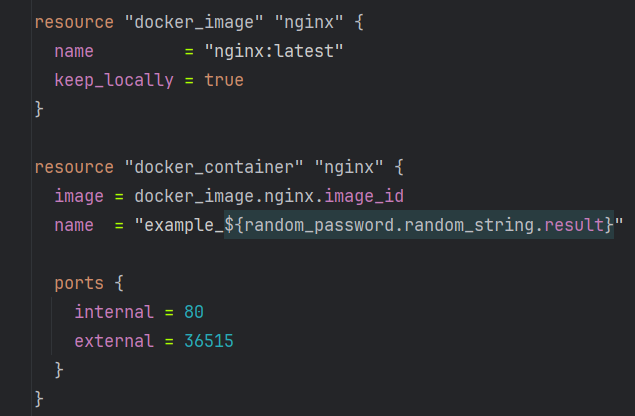 resource "docker_image" "nginx" {
  name         = "nginx:latest"
  keep_locally = true
}

resource "docker_container" "nginx" {
  image = docker_image.nginx.image_id
  name  = "example_${random_password.random_string.result}"

  ports {
    internal = 80
    external = 36515
  }
}